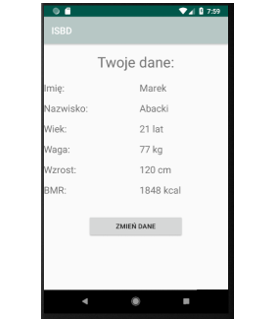 7:59
ISBD
Twoje dane:
Imię: Marek
Nazwisko: Abacki
Wiek: 21 lat
Waga: 77 kg
Wzrost: 120 cm
BMR: 1848 kcal
ZMIEŃ DANE